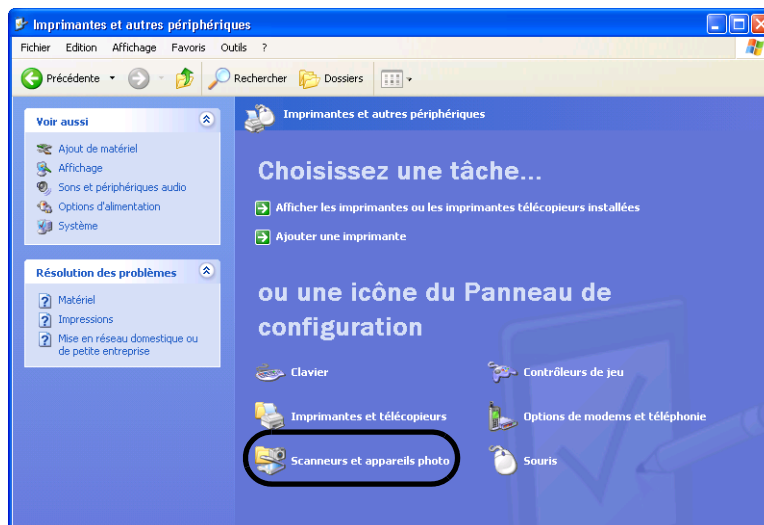 Imprimantes et autres périphériques
Fichier Edition Affichage Favoris Outils ?
Précédente Rechercher Dossiers
Voir aussi
Ajout de matériel
Affichage
Sons et périphériques audio
Options d'alimentation
Système
Résolution des problèmes
Matériel
Impressions
Mise en réseau domestique ou
de petite entreprise
Imprimantes et autres périphériques
Choisissez une tâche...
Afficher les imprimantes ou les imprimantes télécopieurs installées
Ajouter une imprimante
ou une icône du Panneau de
configuration
Clavier
Contrôleurs de jeu
Imprimantes et télécopieurs
Options de modems et téléphonie
Scanneurs et appareils photo
Souris